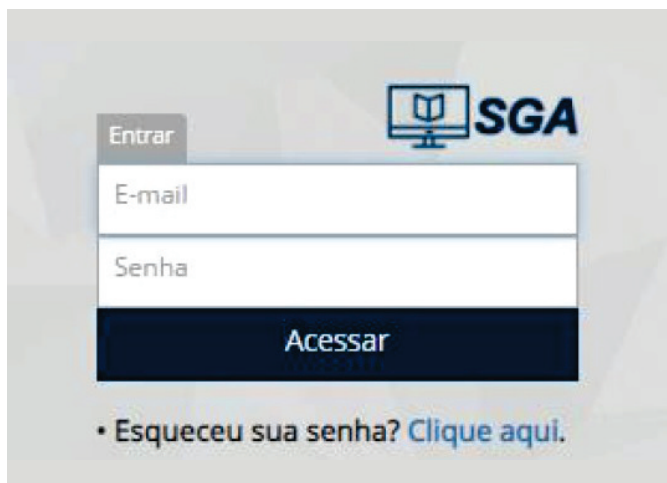 SGA
Entrar
E-mail
Senha
Acessar
• Esqueceu sua senha? Clique aqui.